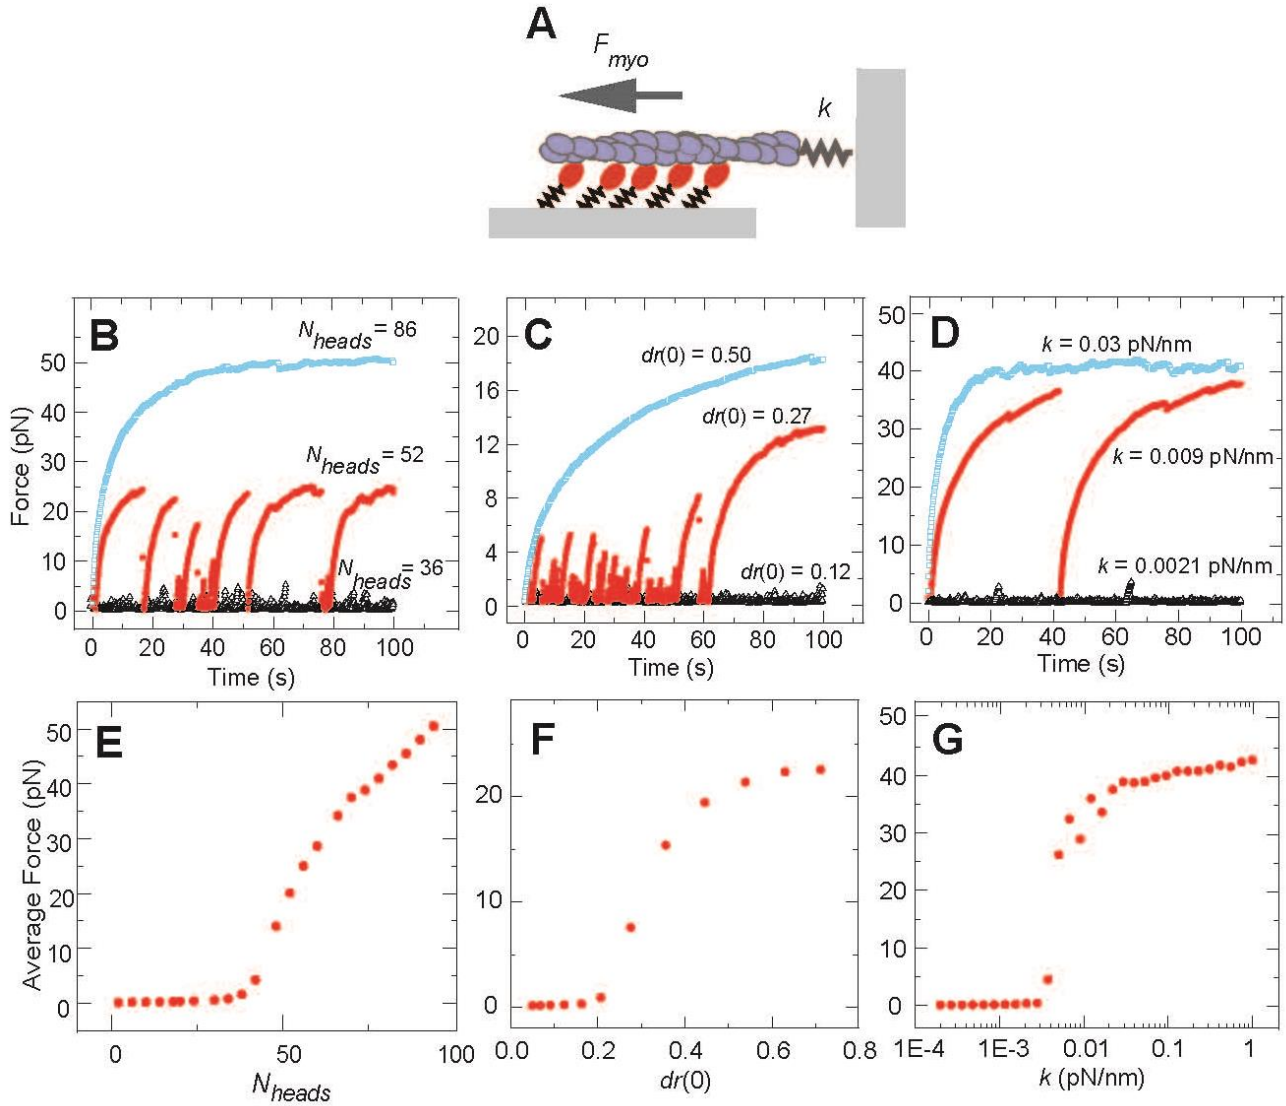 A
F_myo
k
B
N_heads = 86
N_heads = 52
N_heads = 36
Force (pN)
50
40
30
20
10
0
0 20 40 60 80 100
Time (s)
C
dr(0) = 0.50
dr(0) = 0.27
dr(0) = 0.12
20
16
12
8
4
0
0 20 40 60 80 100
Time (s)
D
k = 0.03 pN/nm
k = 0.009 pN/nm
k = 0.0021 pN/nm
50
40
30
20
10
0
0 20 40 60 80 100
Time (s)
E
Average Force (pN)
50
40
30
20
10
0
0 50 100
N_heads
F
20
10
0
0.0 0.2 0.4 0.6 0.8
dr(0)
G
50
40
30
20
10
0
1E-4 1E-3 0.01 0.1 1
k (pN/nm)